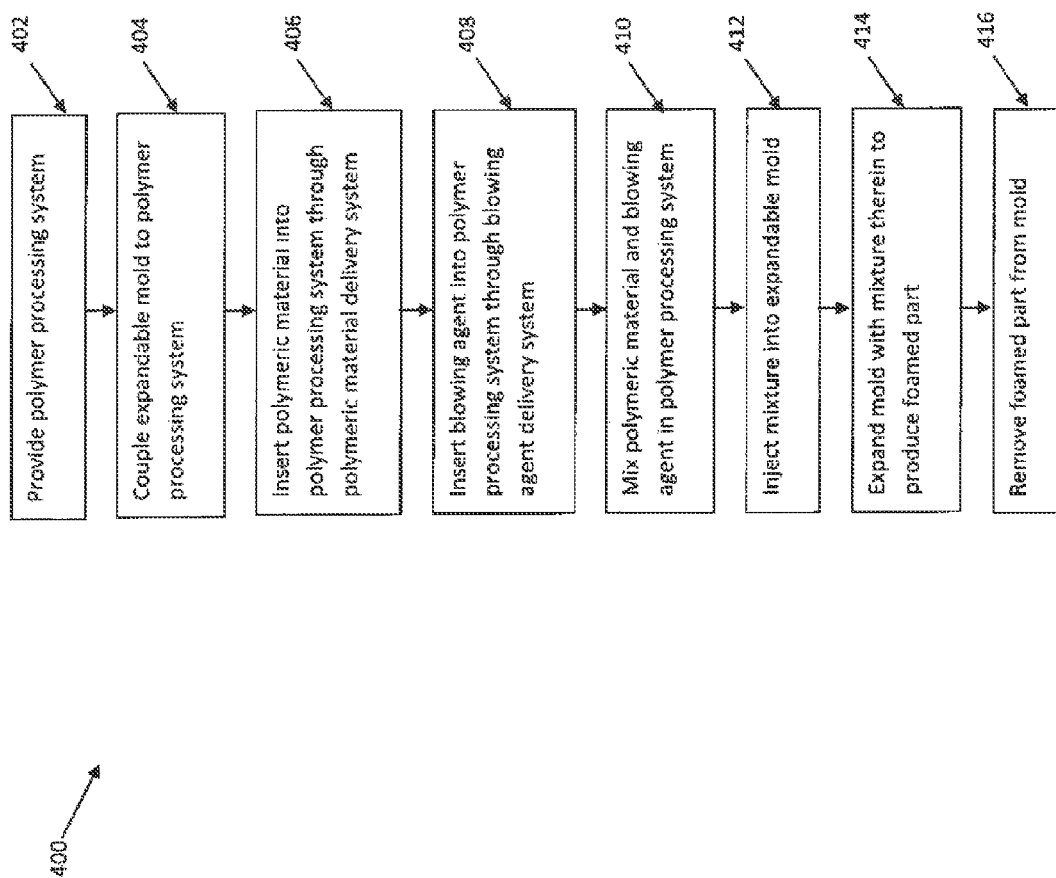 400
402
Provide polymer processing system
404
Couple expandable mold to polymer
processing system
406
Insert polymeric material into
polymer processing system through
polymeric material delivery system
408
Insert blowing agent into polymer
processing system through blowing
agent delivery system
410
Mix polymeric material and blowing
agent in polymer processing system
412
Inject mixture into expandable mold
414
Expand mold with mixture therein to
produce foamed part
416
Remove foamed part from mold